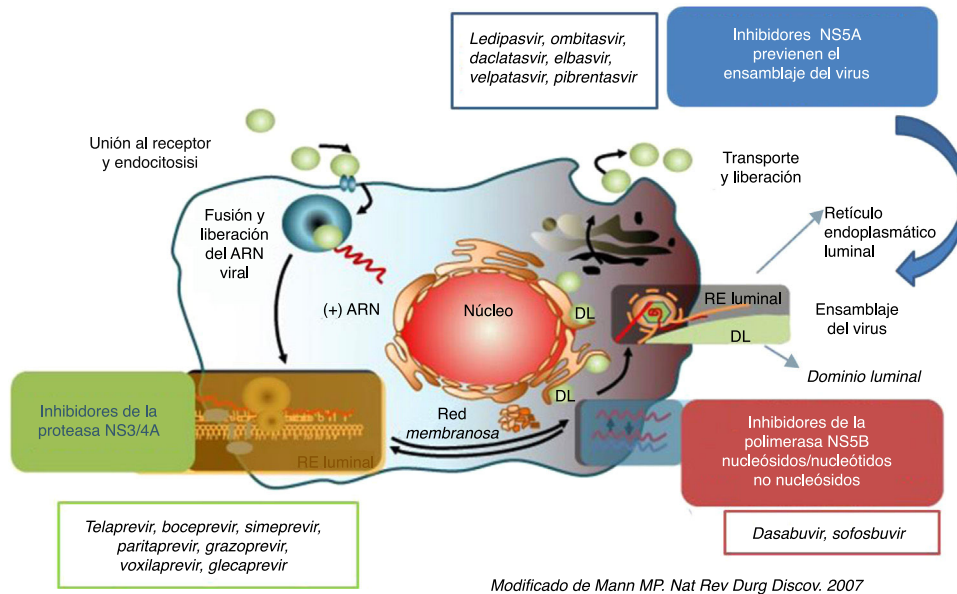 Ledipasvir, ombitasvir,
daclatasvir, elbasvir,
velpatasvir, pibrentasvir
Inhibidores NS5A
previenen el
ensamblaje del virus
Unión al receptor
y endocitosisi
Transporte
y liberación
Fusión y
liberación
del ARN
viral
Retículo
endoplasmático
luminal
(+) ARN
Núcleo
DL
RE luminal
DL
Ensamblaje
del virus
Dominio luminal
DL
Inhibidores de la
proteasa NS3/4A
RE luminal
Red
membranosa
Inhibidores de la
polimerasa NS5B
nucleósidos/nucleótidos
no nucleósidos
Telaprevir, boceprevir, simeprevir,
paritaprevir, grazoprevir,
voxilaprevir, glecaprevir
Dasabuvir, sofosbuvir
Modificado de Mann MP. Nat Rev Durg Discov. 2007